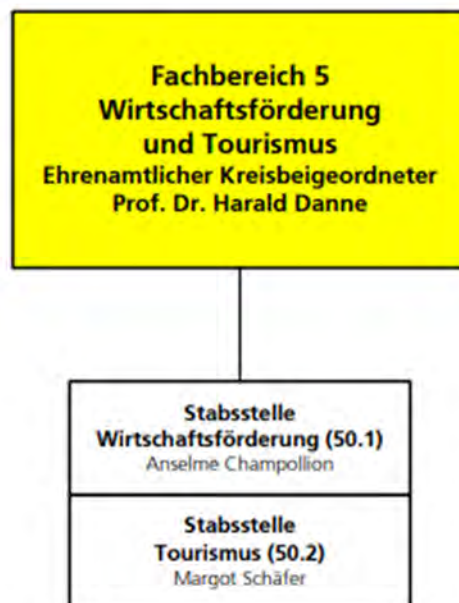 Fachbereich 5
Wirtschaftsförderung
und Tourismus
Ehrenamtlicher Kreisbeigeordneter
Prof. Dr. Harald Danne
Stabsstelle
Wirtschaftsförderung (50.1)
Anselme Champollion
Stabsstelle
Tourismus (50.2)
Margot Schäfer